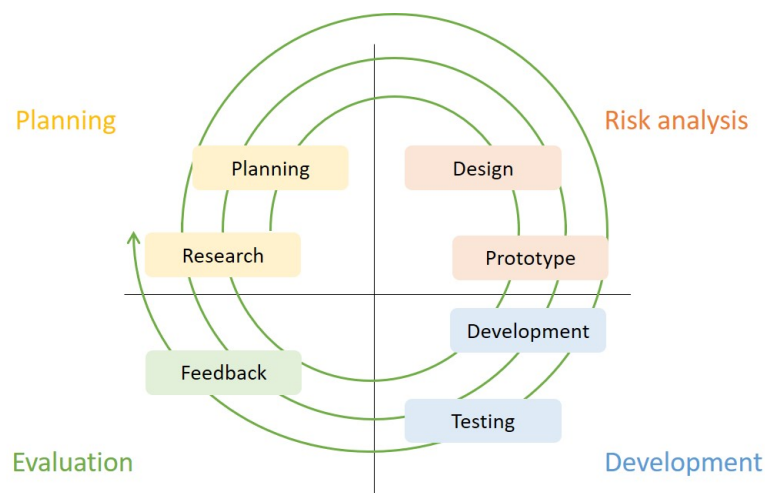 Planning
Risk analysis
Planning
Design
Research
Prototype
Development
Feedback
Testing
Evaluation
Development